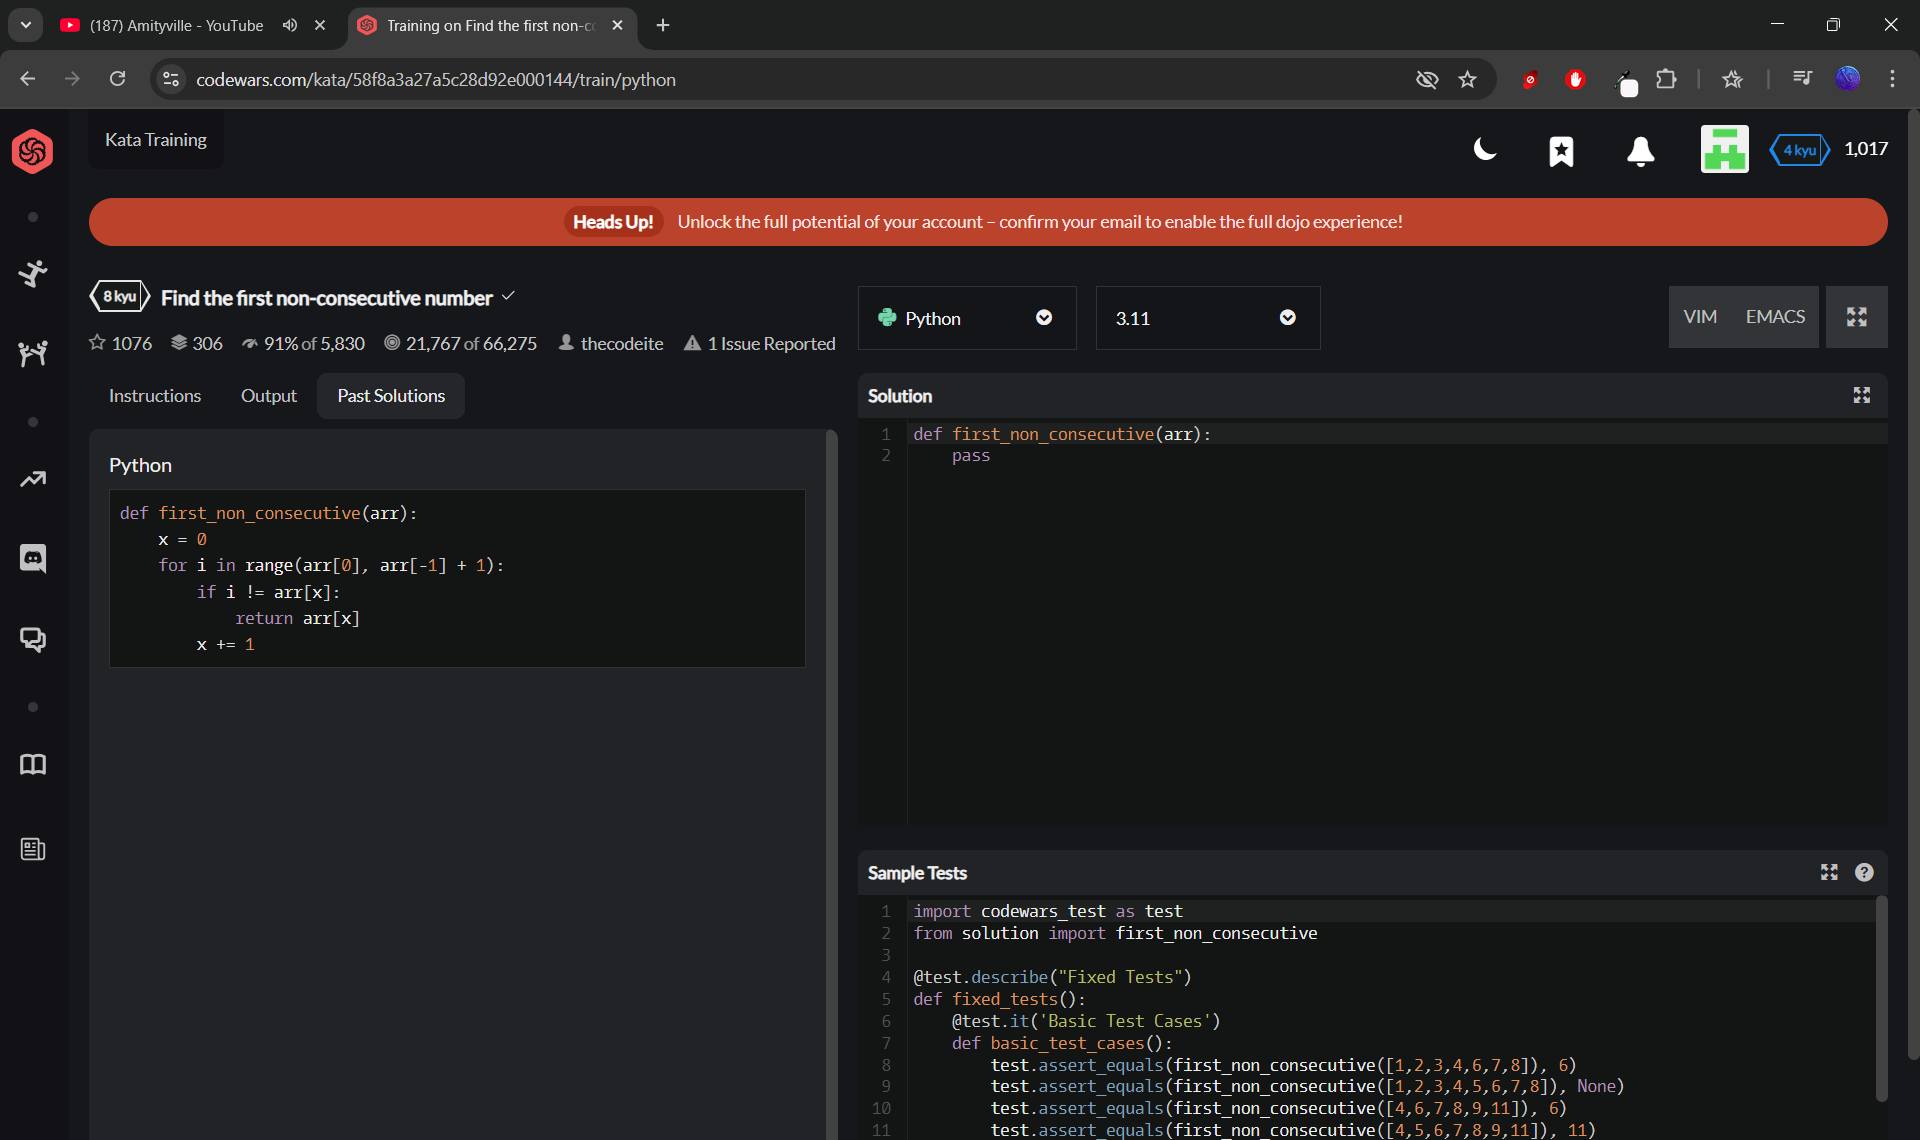 (187) Amityville - YouTube
Training on Find the first non-co
codewars.com/kata/58f8a3a27a5c28d92e000144/train/python
Kata Training
4 kyu
1,017
Heads Up! Unlock the full potential of your account – confirm your email to enable the full dojo experience!
8 kyu Find the first non-consecutive number
1076 306 91% of 5,830 21,767 of 66,275 thecodeite 1 Issue Reported
Python
3.11
VIM EMACS
Instructions Output Past Solutions
Python
def first_non_consecutive(arr):
    x = 0
    for i in range(arr[0], arr[-1] + 1):
        if i != arr[x]:
            return arr[x]
        x += 1
Solution
1 def first_non_consecutive(arr):
2     pass
Sample Tests
1 import codewars_test as test
2 from solution import first_non_consecutive
3
4 @test.describe("Fixed Tests")
5 def fixed_tests():
6     @test.it('Basic Test Cases')
7     def basic_test_cases():
8         test.assert_equals(first_non_consecutive([1,2,3,4,6,7,8]), 6)
9         test.assert_equals(first_non_consecutive([1,2,3,4,5,6,7,8]), None)
10         test.assert_equals(first_non_consecutive([4,6,7,8,9,11]), 6)
11         test.assert_equals(first_non_consecutive([4,5,6,7,8,9,11]), 11)